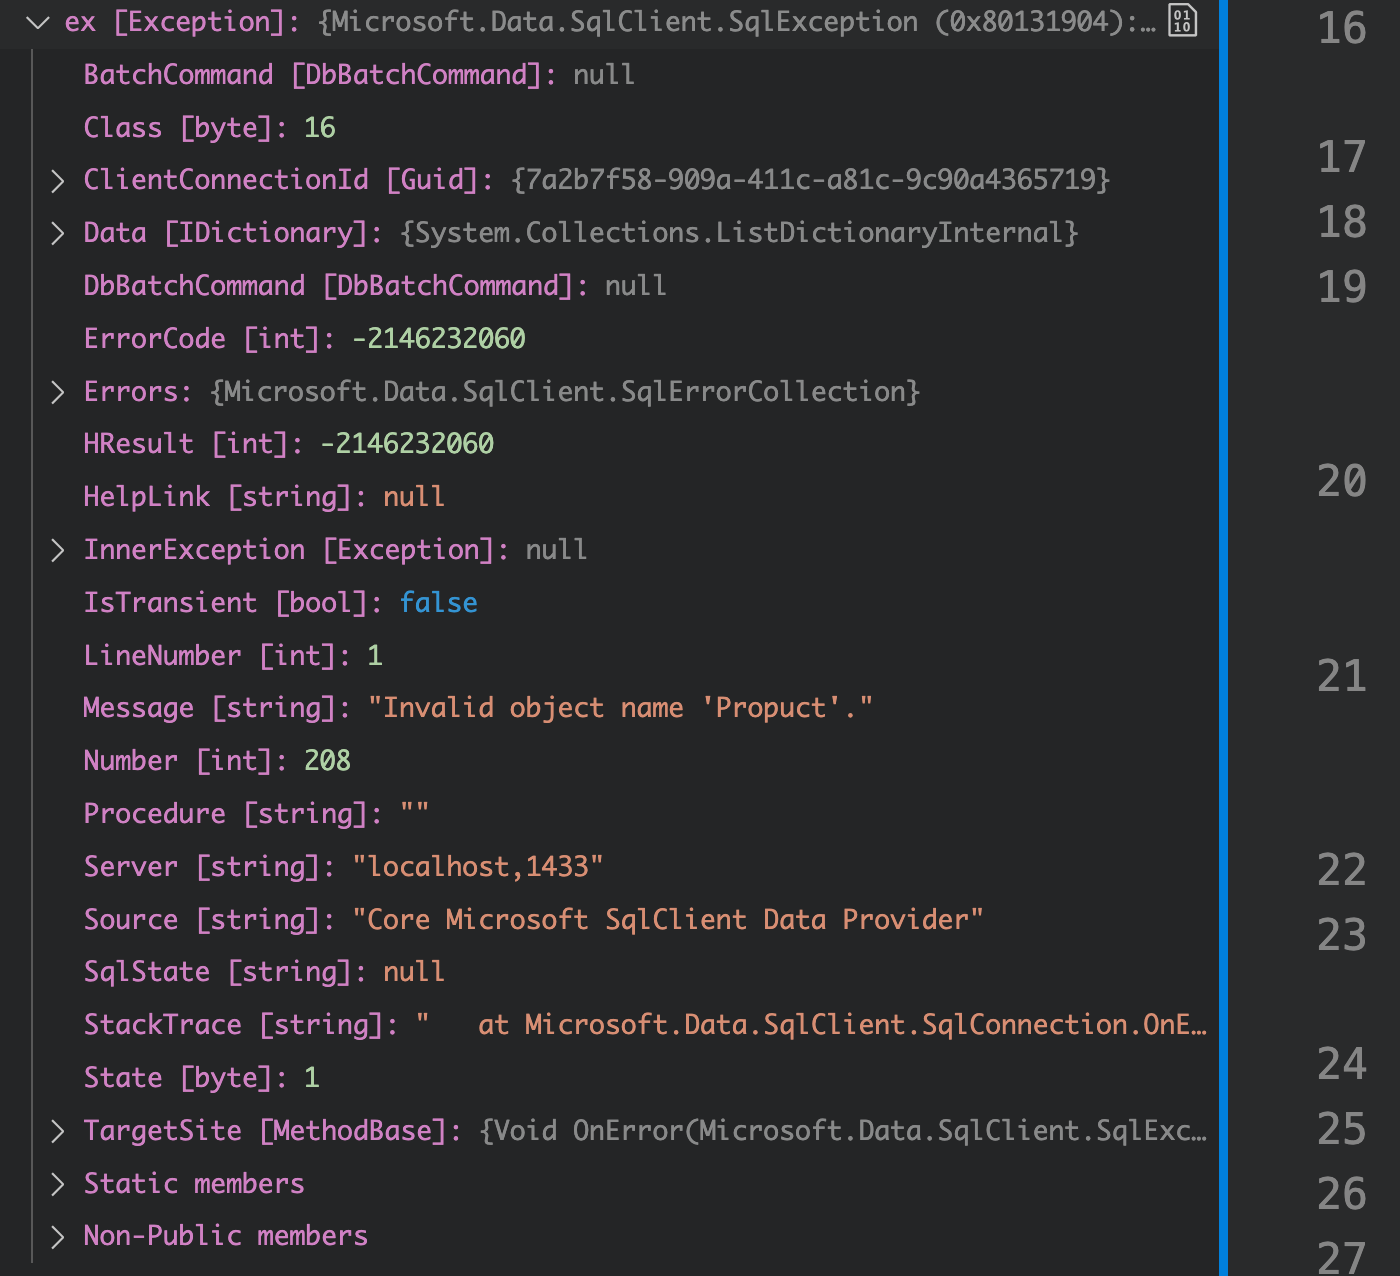 ex [Exception]: {Microsoft.Data.SqlClient.SqlException (0x80131904):…
BatchCommand [DbBatchCommand]: null
Class [byte]: 16
ClientConnectionId [Guid]: {7a2b7f58-909a-411c-a81c-9c90a4365719}
Data [IDictionary]: {System.Collections.ListDictionaryInternal}
DbBatchCommand [DbBatchCommand]: null
ErrorCode [int]: -2146232060
Errors: {Microsoft.Data.SqlClient.SqlErrorCollection}
HResult [int]: -2146232060
HelpLink [string]: null
InnerException [Exception]: null
IsTransient [bool]: false
LineNumber [int]: 1
Message [string]: "Invalid object name 'Propuct'."
Number [int]: 208
Procedure [string]: ""
Server [string]: "localhost,1433"
Source [string]: "Core Microsoft SqlClient Data Provider"
SqlState [string]: null
StackTrace [string]: "   at Microsoft.Data.SqlClient.SqlConnection.OnE…
State [byte]: 1
TargetSite [MethodBase]: {Void OnError(Microsoft.Data.SqlClient.SqlExc…
Static members
Non-Public members
16
17
18
19
20
21
22
23
24
25
26
27